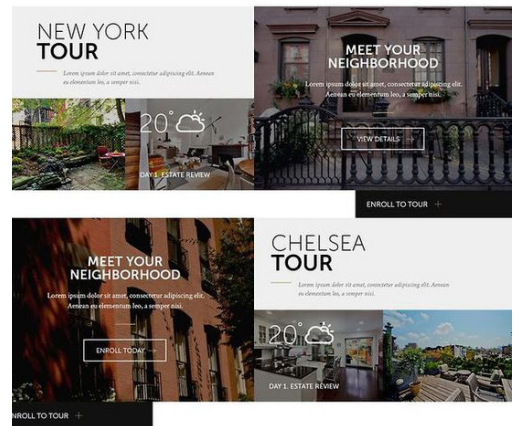 NEW YORK
TOUR
Lorem ipsum dolor sit amet, consectetur adipiscing elit. Aenean
eu elementum leo, a semper nisi.
20°
DAY 1. ESTATE REVIEW
MEET YOUR
NEIGHBORHOOD
Lorem ipsum dolor sit amet, consectetur adipiscing elit.
Aenean eu elementum leo, a semper nisi.
VIEW DETAILS →
ENROLL TO TOUR +
MEET YOUR
NEIGHBORHOOD
Lorem ipsum dolor sit amet, consectetur adipiscing elit.
Aenean eu elementum leo, a semper nisi.
ENROLL TODAY →
NROLL TO TOUR +
CHELSEA
TOUR
Lorem ipsum dolor sit amet, consectetur adipiscing elit. Aenean
eu elementum leo, a semper nisi.
20°
DAY 1. ESTATE REVIEW